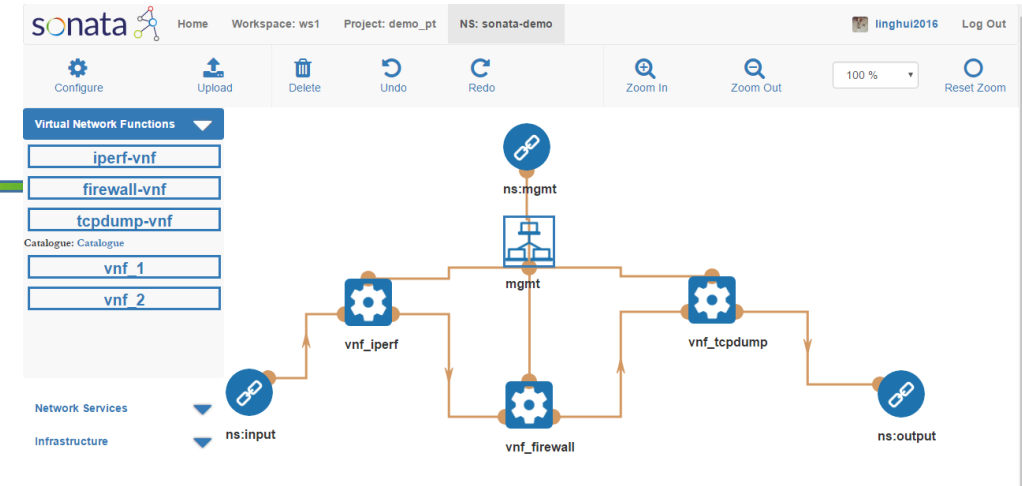 sonata
Home Workspace: ws1 Project: demo_pt NS: sonata-demo linghui2016 Log Out
Configure Upload Delete Undo Redo Zoom In Zoom Out 100 % Reset Zoom
Virtual Network Functions
iperf-vnf
firewall-vnf
tcpdump-vnf
Catalogue: Catalogue
vnf_1
vnf_2
Network Services
Infrastructure
ns:mgmt
mgmt
vnf_iperf
vnf_tcpdump
ns:input
vnf_firewall
ns:output